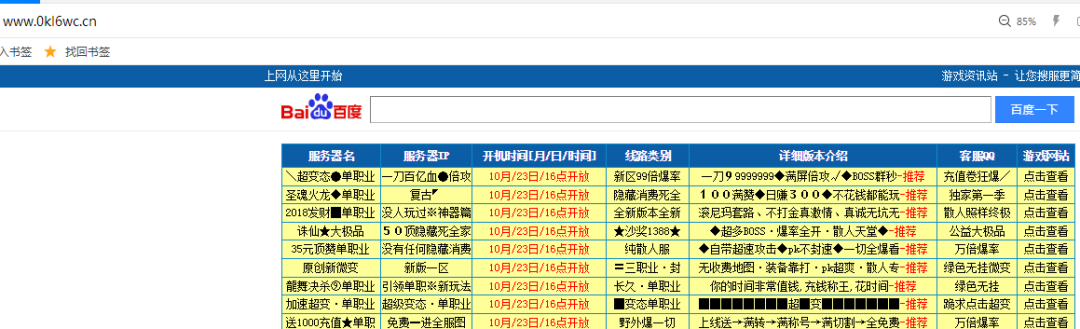 www.0kl6wc.cn 85%
入书签 找回书签
上网从这里开始 游戏资讯站 - 让您搜服更简
Bai du 百度 百度一下
服务器名 服务器IP 开机时间[月/日/时间] 线路类别 详细版本介绍 客服QQ 游戏网站
＼超变态●单职业 一刀百亿血●倍攻 10月/23日/16点开放 新区99倍爆率 一刀９9999999◆满屏倍攻√◆BOSS群秒-推荐 充值卷狂爆／ 点击查看
圣魂火龙◆单职业 复古 10月/23日/16点开放 隐藏消费死全 １００满赞◆日赚３００◆不花钱都能玩-推荐 独家第一季 点击查看
2018发财■单职业 没人玩过※神器篇 10月/23日/16点开放 全新版本全新 滚尼玛套路、不打金真激情、真诚无坑无-推荐 散人照样终极 点击查看
诛仙★大极品 ５０顶隐藏死全家 10月/23日/16点开放 ★沙奖1388★ ◆超多BOSS·爆率全开·散人天堂◆-推荐 公益大极品 点击查看
35元顶赞单职业 没有任何隐藏消费 10月/23日/16点开放 纯散人服 ◆自带超速攻击◆pk不封速◆一切全爆看-推荐 万倍爆率 点击查看
原创新微变 新版一区 10月/23日/16点开放 〓三职业·封 无收费地图·装备靠打·pk超爽·散人专-推荐 绿色无挂微变 点击查看
龍舞决杀⑨单职业 引领单职※新玩法 10月/23日/16点开放 长久·单职业 你的时间非常值钱,充钱称王,花时间-推荐 绿色无挂 点击查看
加速超变·单职业 超级变态·单职业 10月/23日/16点开放 ■变态单职业 ■■■■■■■■超■变■■■■■■■-推荐 跪求点击超变 点击查看
送1000充值★单职 免费一进全服图 10月/23日/16点开放 野外爆一切 上线送→满转→满称号→满切割→全免费-推荐 万倍爆率 点击查看